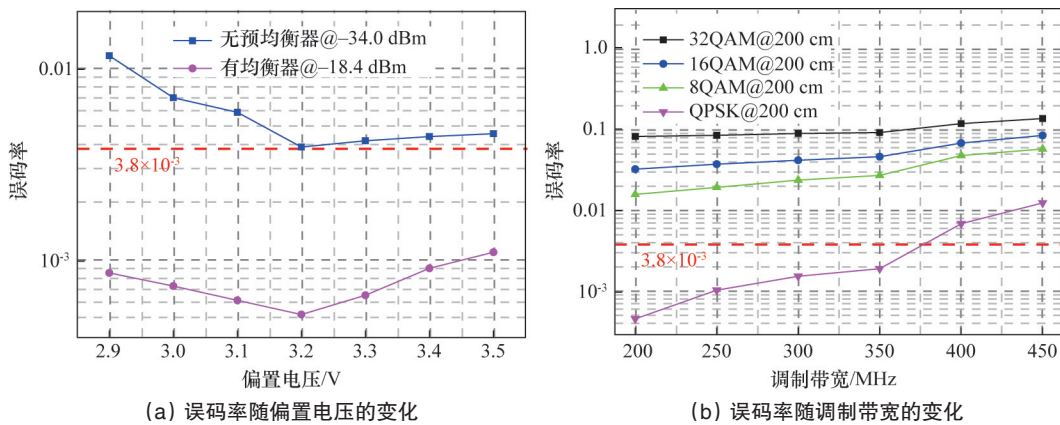 无预均衡器@–34.0 dBm
有均衡器@–18.4 dBm
0.01
3.8×10⁻³
10⁻³
误码率
2.9 3.0 3.1 3.2 3.3 3.4 3.5
偏置电压/V
(a) 误码率随偏置电压的变化
32QAM@200 cm
16QAM@200 cm
8QAM@200 cm
QPSK@200 cm
1.0
0.1
0.01
3.8×10⁻³
10⁻³
误码率
200 250 300 350 400 450
调制带宽/MHz
(b) 误码率随调制带宽的变化